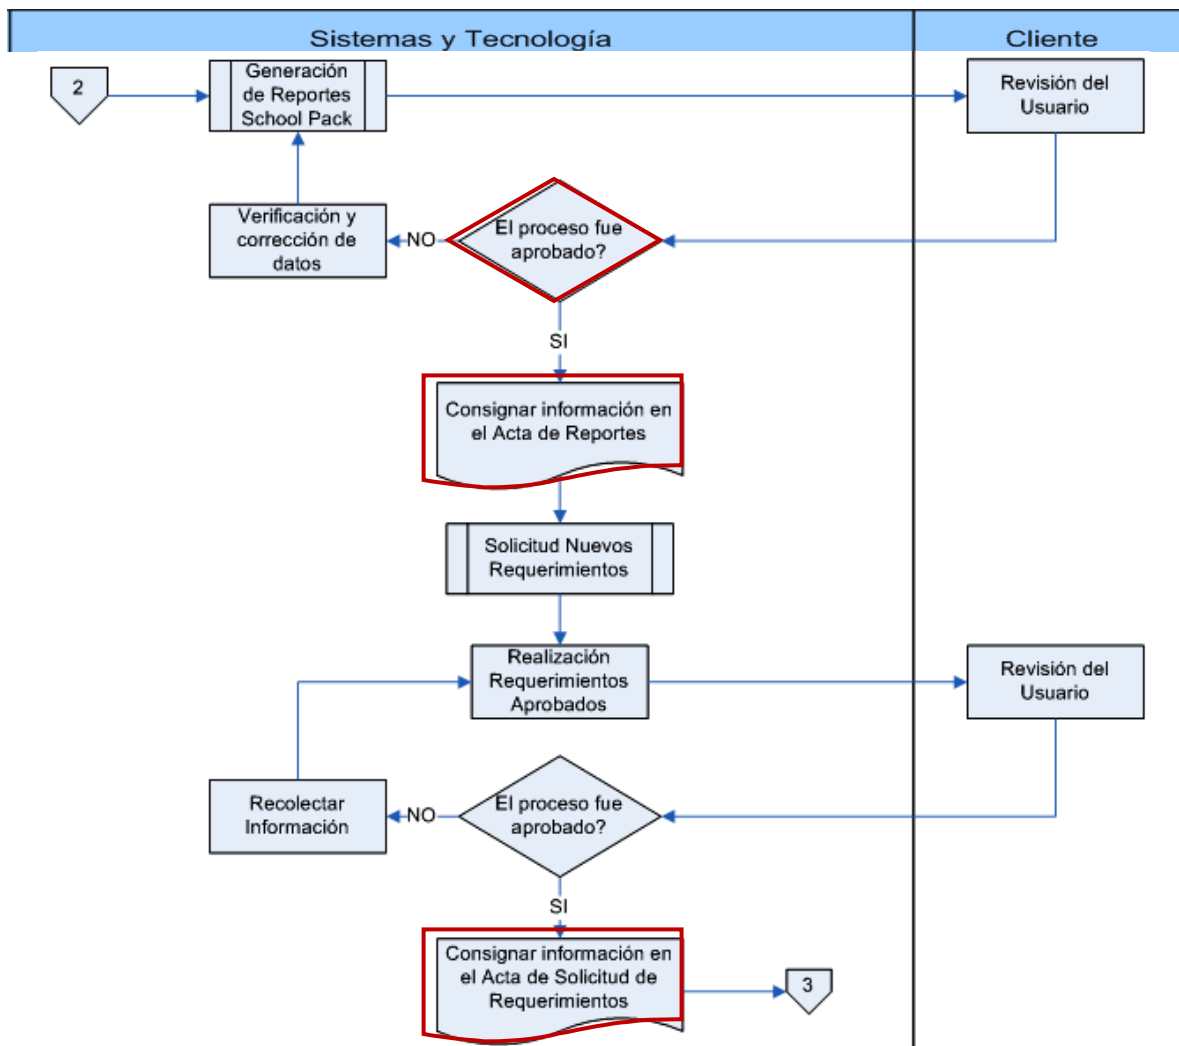 Sistemas y Tecnología
Cliente
2
Generación
de Reportes
School Pack
Revisión del
Usuario
Verificación y
corrección de
datos
NO
El proceso fue
aprobado?
SI
Consignar información en
el Acta de Reportes
Solicitud Nuevos
Requerimientos
Realización
Requerimientos
Aprobados
Revisión del
Usuario
Recolectar
Información
NO
El proceso fue
aprobado?
SI
Consignar información en
el Acta de Solicitud de
Requerimientos
3